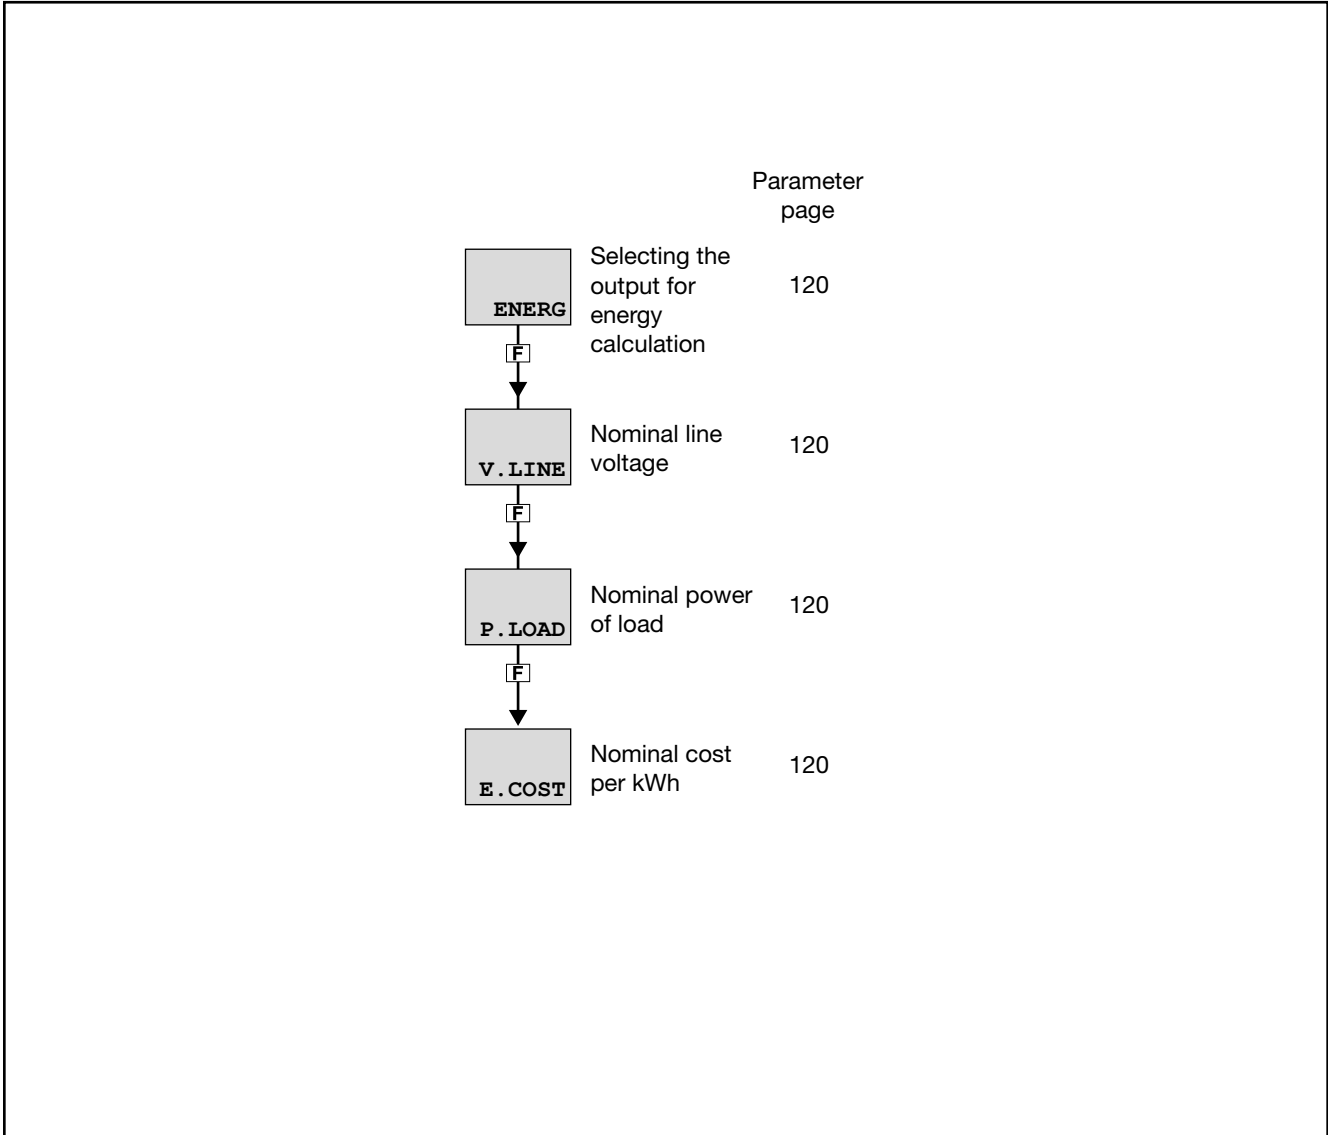 Parameter
page
ENERG
Selecting the
output for
energy
calculation
120
F
V.LINE
Nominal line
voltage
120
F
P.LOAD
Nominal power
of load
120
F
E.COST
Nominal cost
per kWh
120